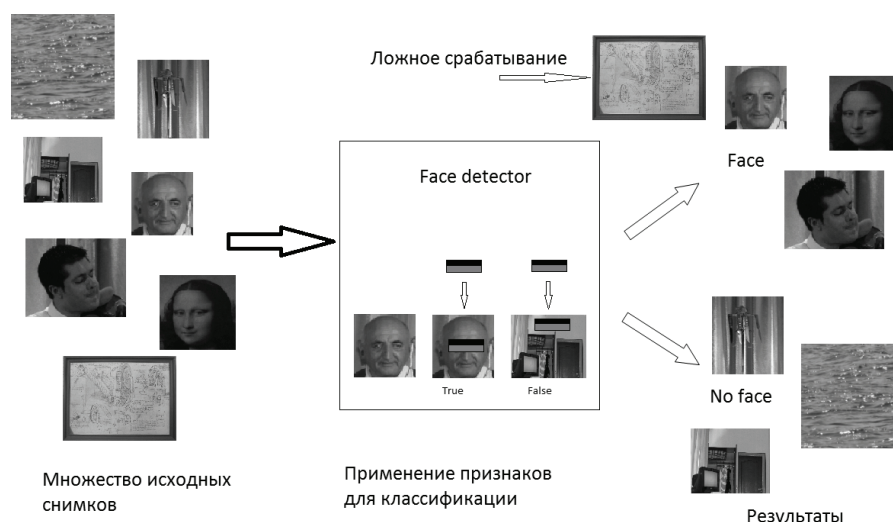 Ложное срабатывание
Face detector
Face
True
False
No face
Множество исходных
снимков
Применение признаков
для классификации
Результаты